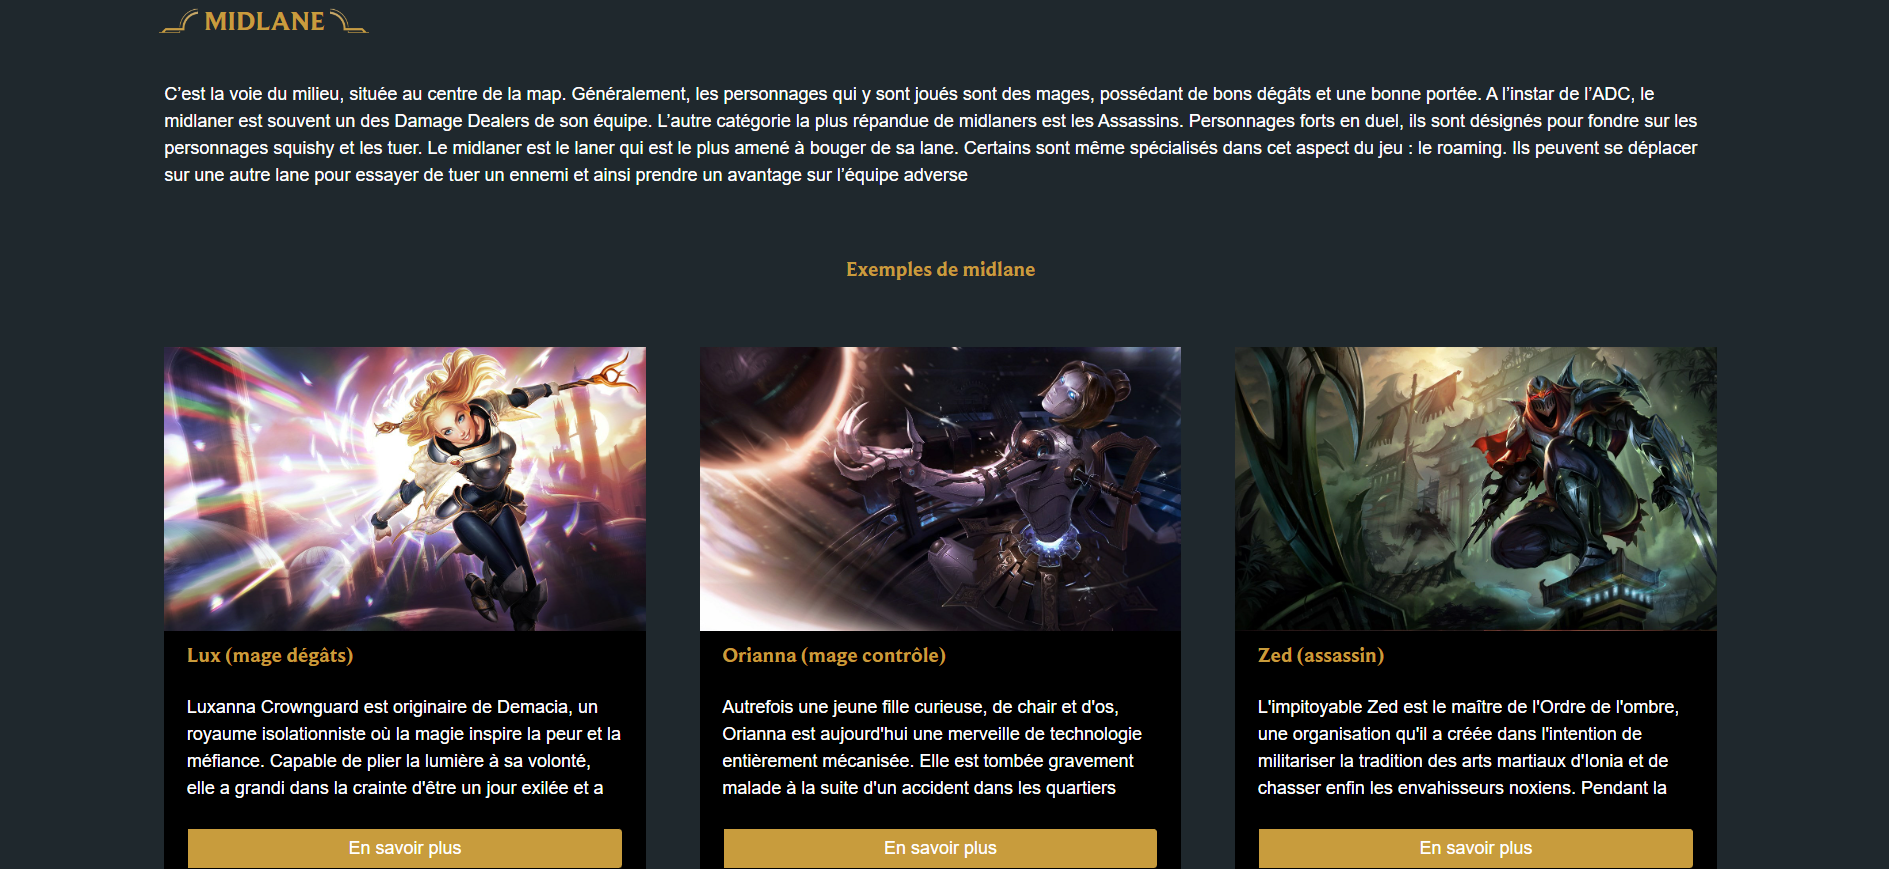 MIDLANE
C’est la voie du milieu, située au centre de la map. Généralement, les personnages qui y sont joués sont des mages, possédant de bons dégâts et une bonne portée. A l’instar de l’ADC, le
midlaner est souvent un des Damage Dealers de son équipe. L’autre catégorie la plus répandue de midlaners est les Assassins. Personnages forts en duel, ils sont désignés pour fondre sur les
personnages squishy et les tuer. Le midlaner est le laner qui est le plus amené à bouger de sa lane. Certains sont même spécialisés dans cet aspect du jeu : le roaming. Ils peuvent se déplacer
sur une autre lane pour essayer de tuer un ennemi et ainsi prendre un avantage sur l’équipe adverse
Exemples de midlane
Lux (mage dégâts)
Luxanna Crownguard est originaire de Demacia, un
royaume isolationniste où la magie inspire la peur et la
méfiance. Capable de plier la lumière à sa volonté,
elle a grandi dans la crainte d'être un jour exilée et a
En savoir plus
Orianna (mage contrôle)
Autrefois une jeune fille curieuse, de chair et d'os,
Orianna est aujourd'hui une merveille de technologie
entièrement mécanisée. Elle est tombée gravement
malade à la suite d'un accident dans les quartiers
En savoir plus
Zed (assassin)
L'impitoyable Zed est le maître de l'Ordre de l'ombre,
une organisation qu'il a créée dans l'intention de
militariser la tradition des arts martiaux d'Ionia et de
chasser enfin les envahisseurs noxiens. Pendant la
En savoir plus